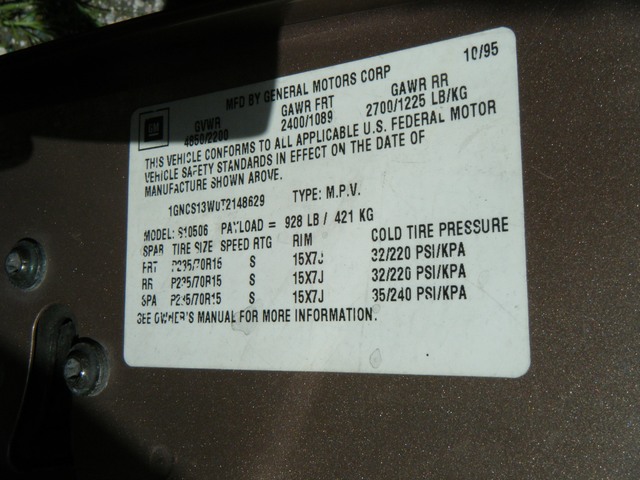 10/95
MFD BY GENERAL MOTORS CORP
GM
GVWR GAWR FRT GAWR RR
4850/2200 2400/1089 2700/1225 LB/KG
THIS VEHICLE CONFORMS TO ALL APPLICABLE U.S. FEDERAL MOTOR
VEHICLE SAFETY STANDARDS IN EFFECT ON THE DATE OF
MANUFACTURE SHOWN ABOVE.
1GNCS13W0T2148629 TYPE: M.P.V.
MODEL: S10506 PAYLOAD = 928 LB / 421 KG
SPAR TIRE SIZE SPEED RTG RIM COLD TIRE PRESSURE
FRT P235/70R15 S 15X7J 32/220 PSI/KPA
RR P235/70R15 S 15X7J 32/220 PSI/KPA
SPA P235/70R15 S 15X7J 35/240 PSI/KPA
SEE OWNER'S MANUAL FOR MORE INFORMATION.